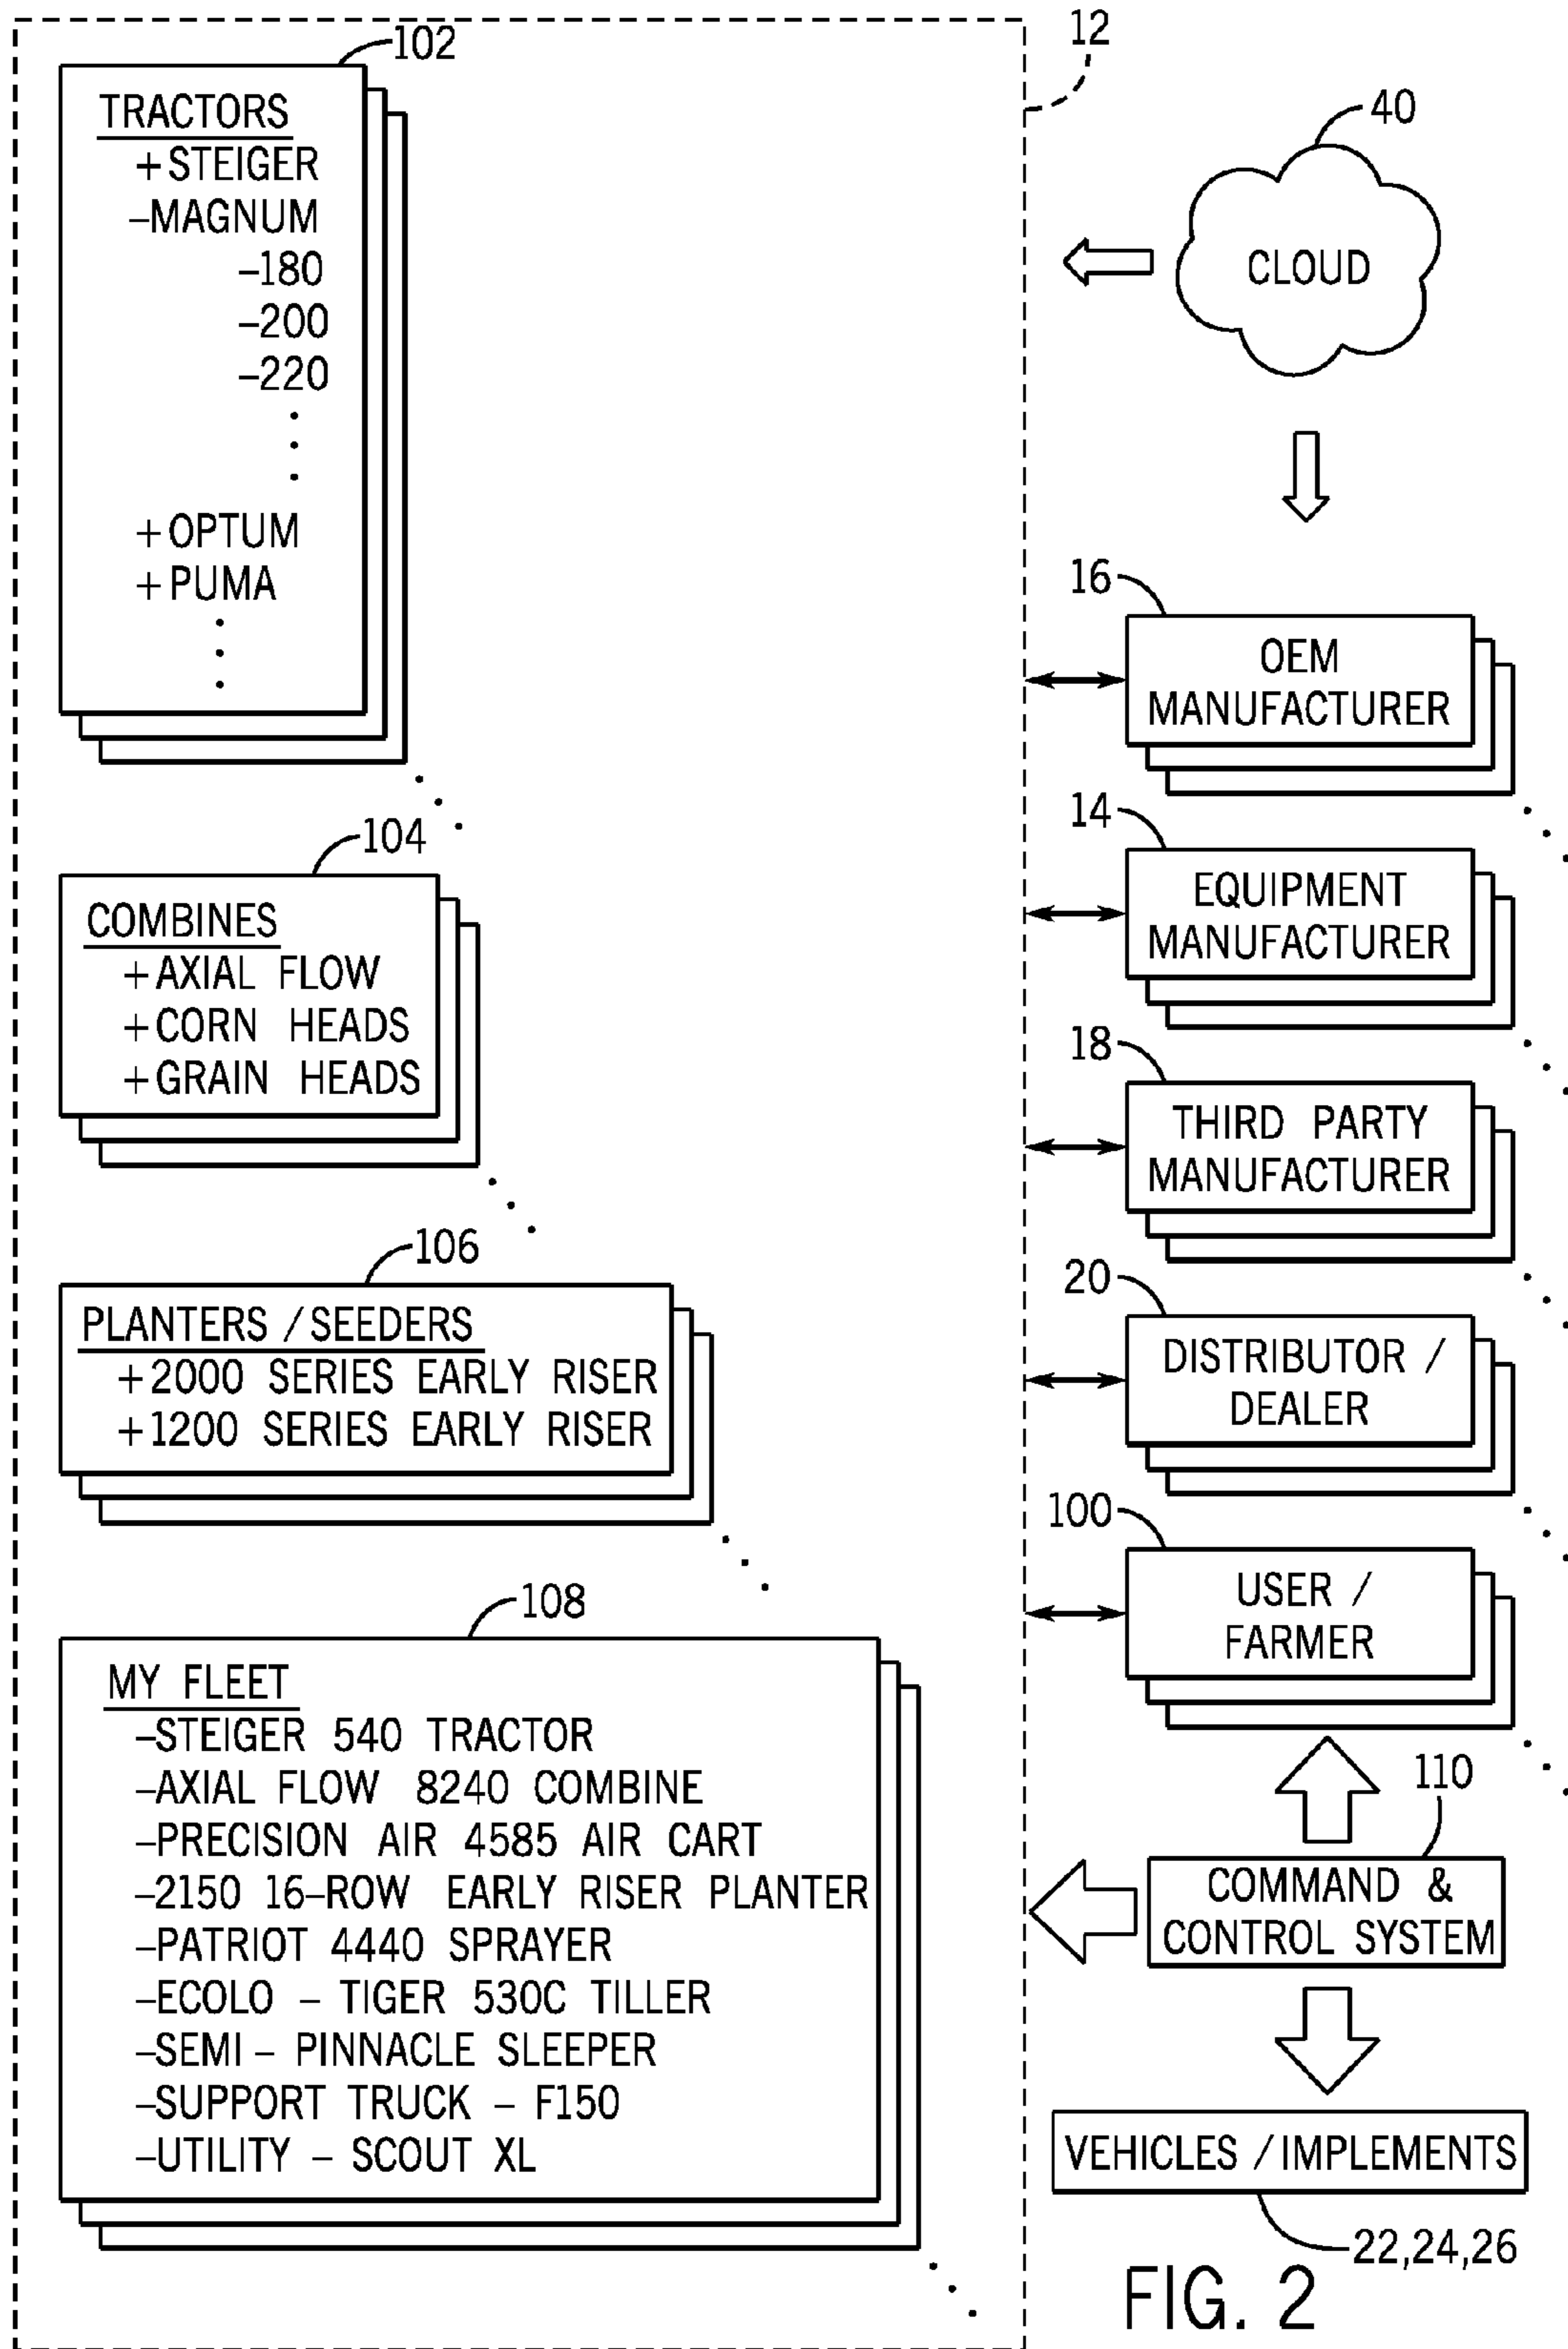 102
TRACTORS
+STEIGER
–MAGNUM
–180
–200
–220
+OPTUM
+PUMA
104
COMBINES
+AXIAL FLOW
+CORN HEADS
+GRAIN HEADS
106
PLANTERS / SEEDERS
+2000 SERIES EARLY RISER
+1200 SERIES EARLY RISER
108
MY FLEET
–STEIGER 540 TRACTOR
–AXIAL FLOW 8240 COMBINE
–PRECISION AIR 4585 AIR CART
–2150 16–ROW EARLY RISER PLANTER
–PATRIOT 4440 SPRAYER
–ECOLO – TIGER 530C TILLER
–SEMI – PINNACLE SLEEPER
–SUPPORT TRUCK – F150
–UTILITY – SCOUT XL
12
40
CLOUD
16
OEM
MANUFACTURER
14
EQUIPMENT
MANUFACTURER
18
THIRD PARTY
MANUFACTURER
20
DISTRIBUTOR /
DEALER
100
USER /
FARMER
110
COMMAND &
CONTROL SYSTEM
VEHICLES / IMPLEMENTS
22,24,26
FIG. 2